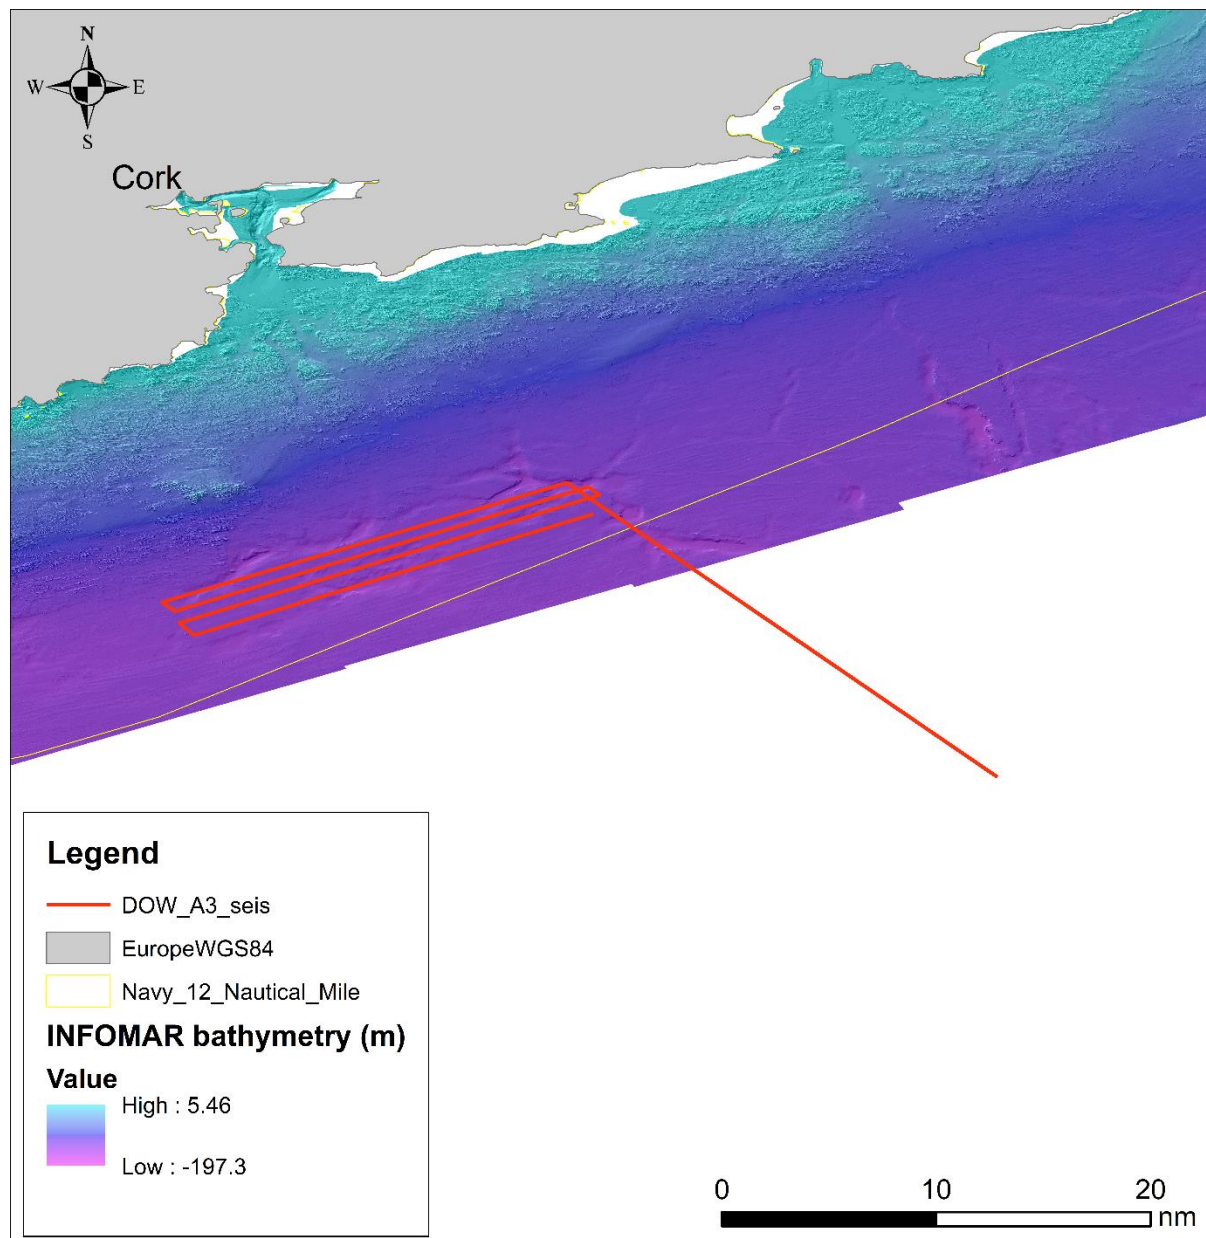 N
W E
S
Cork
Legend
DOW_A3_seis
EuropeWGS84
Navy_12_Nautical_Mile
INFOMAR bathymetry (m)
Value
High : 5.46
Low : -197.3
0 10 20
nm